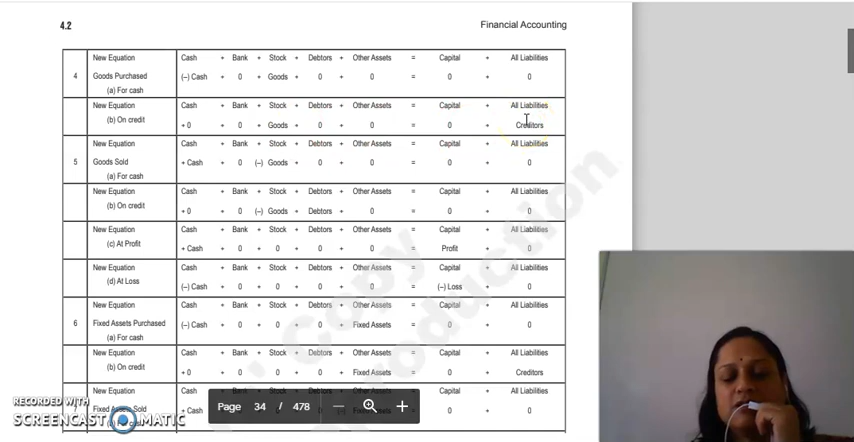 4.2
Financial Accounting
New Equation Cash + Bank + Stock + Debtors + Other Assets = Capital + All Liabilities
4 Goods Purchased (–) Cash + 0 + Goods + 0 + 0 = 0 + 0
(a) For cash
New Equation Cash + Bank + Stock + Debtors + Other Assets = Capital + All Liabilities
(b) On credit + 0 + 0 + Goods + 0 + 0 = 0 + Creditors
New Equation Cash + Bank + Stock + Debtors + Other Assets = Capital + All Liabilities
5 Goods Sold + Cash + 0 (–) Goods + 0 + 0 = 0 + 0
(a) For cash
New Equation Cash + Bank + Stock + Debtors + Other Assets = Capital + All Liabilities
(b) On credit + 0 + 0 (–) Goods + Debtors + 0 = 0 + 0
New Equation Cash + Bank + Stock + Debtors + Other Assets = Capital + All Liabilities
(c) At Profit + Cash + 0 + 0 + 0 + 0 = Profit + 0
New Equation Cash + Bank + Stock + Debtors + Other Assets = Capital + All Liabilities
(d) At Loss (–) Cash + 0 + 0 + 0 + 0 = (–) Loss + 0
New Equation Cash + Bank + Stock + Debtors + Other Assets = Capital + All Liabilities
6 Fixed Assets Purchased (–) Cash + 0 + 0 + 0 + Fixed Assets = 0 + 0
(a) For cash
New Equation Cash + Bank + Stock + Debtors + Other Assets = Capital + All Liabilities
(b) On credit + 0 + 0 0 + 0 + Fixed Assets = 0 + Creditors
New Equation Cash + Bank + Stock + Debtors + Other Assets = Capital + All Liabilities
Fixed Assets Sold + Cash 0 + 0
Page 34 / 478 — +
RECORDED WITH
SCREENCAST MATIC
Copy
roduction